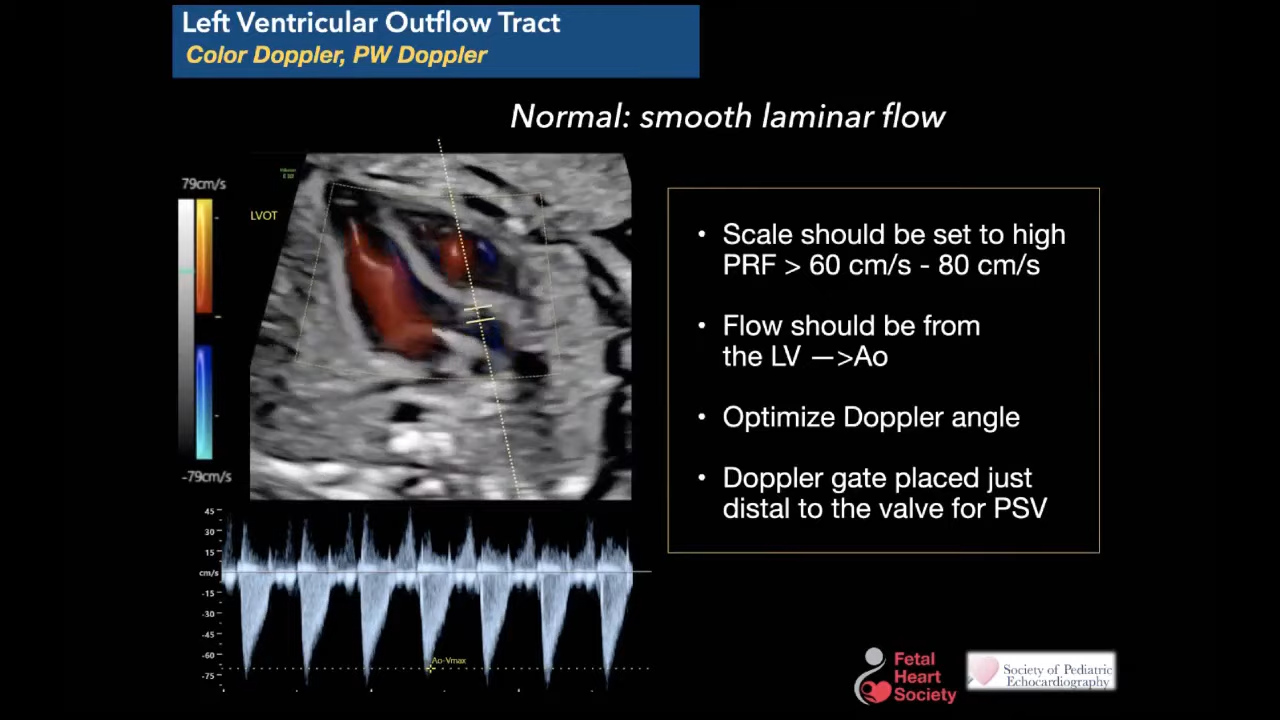 Left Ventricular Outflow Tract
Color Doppler, PW Doppler
Normal: smooth laminar flow
79cm/s
LVOT
-79cm/s
• Scale should be set to high
PRF > 60 cm/s - 80 cm/s
• Flow should be from
the LV —>Ao
• Optimize Doppler angle
• Doppler gate placed just
distal to the valve for PSV
45
30
15
cm/s
-15
-30
-45
-60
-75
Ao-Vmax
Fetal
Heart
Society
Society of Pediatric
Echocardiography